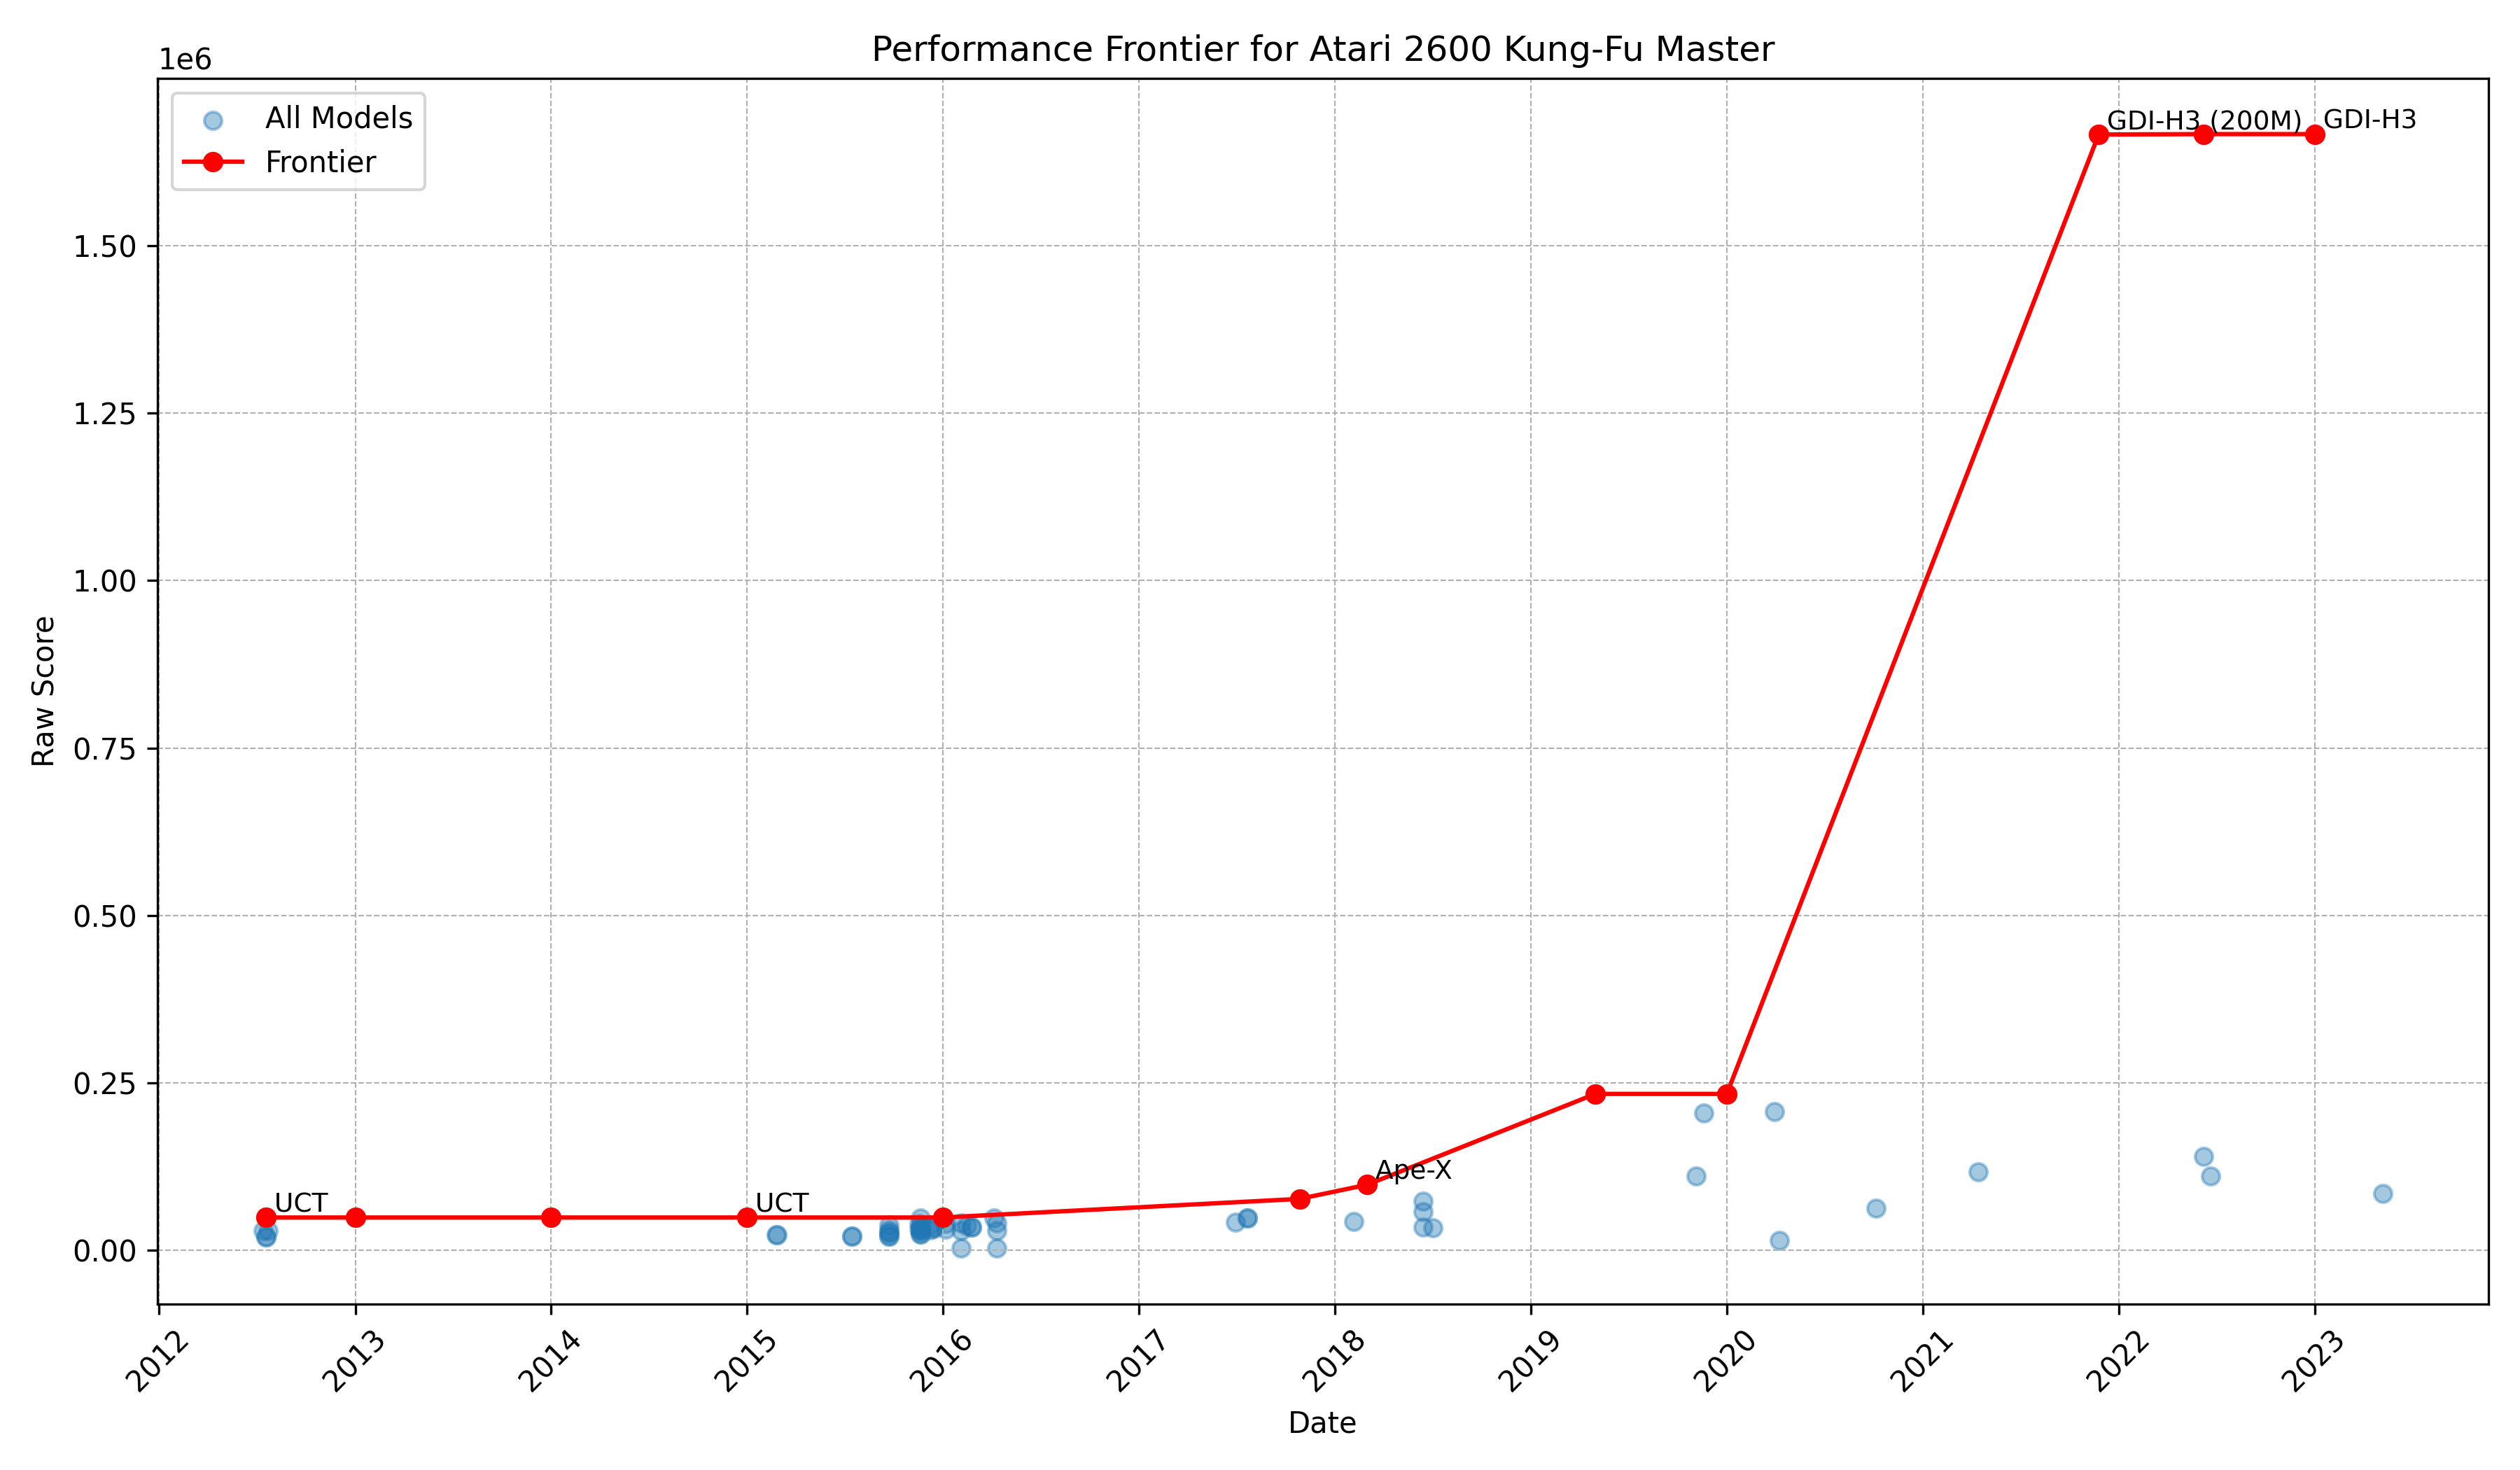 Performance Frontier for Atari 2600 Kung-Fu Master
1e6
All Models
Frontier
GDI-H3 (200M)
GDI-H3
1.50
1.25
1.00
0.75
0.50
0.25
0.00
Raw Score
UCT
UCT
Ape-X
2012
2013
2014
2015
2016
2017
2018
2019
2020
2021
2022
2023
Date